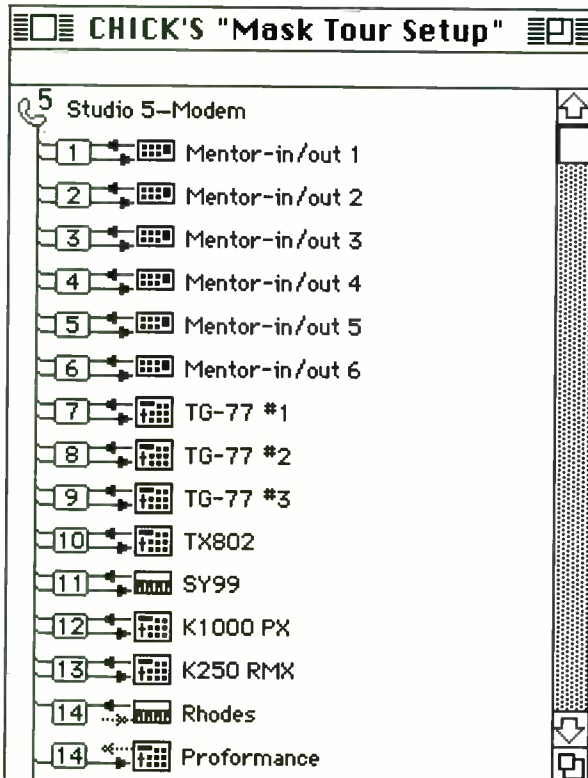 CHICK'S "Mask Tour Setup"
5 Studio 5–Modem
1 Mentor-in/out 1
2 Mentor-in/out 2
3 Mentor-in/out 3
4 Mentor-in/out 4
5 Mentor-in/out 5
6 Mentor-in/out 6
7 TG-77 #1
8 TG-77 #2
9 TG-77 #3
10 TX802
11 SY99
12 K1000 PX
13 K250 RMX
14 Rhodes
14 Proformance